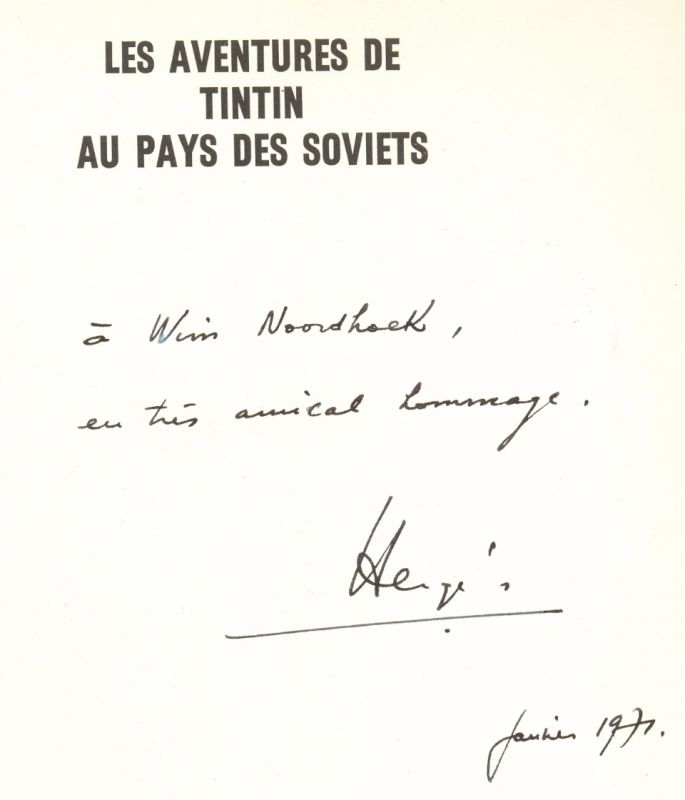 LES AVENTURES DE
TINTIN
AU PAYS DES SOVIETS
à Wim Noordhoek,
en très amical hommage.
Hergé
Janvier 1971.